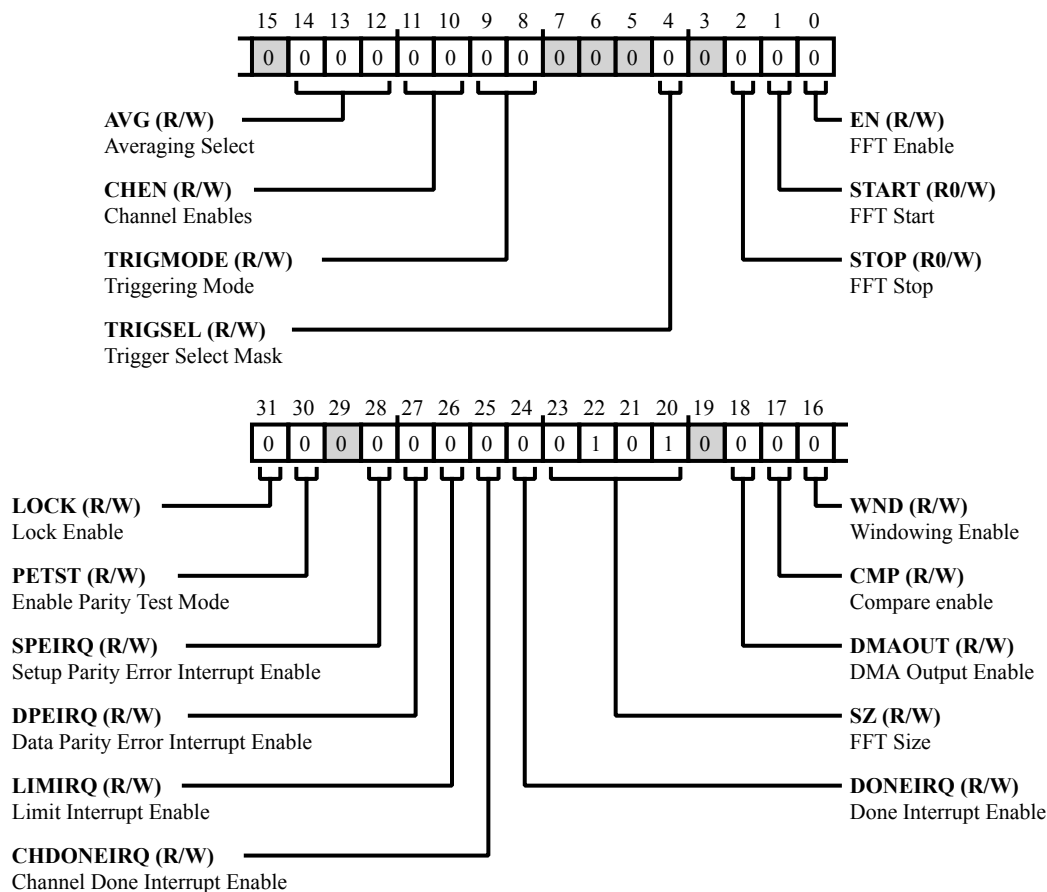 15 14 13 12 11 10 9 8 7 6 5 4 3 2 1 0
0 0 0 0 0 0 0 0 0 0 0 0 0 0 0 0
AVG (R/W)
Averaging Select
CHEN (R/W)
Channel Enables
TRIGMODE (R/W)
Triggering Mode
TRIGSEL (R/W)
Trigger Select Mask
EN (R/W)
FFT Enable
START (R0/W)
FFT Start
STOP (R0/W)
FFT Stop
31 30 29 28 27 26 25 24 23 22 21 20 19 18 17 16
0 0 0 0 0 0 0 0 0 1 0 1 0 0 0 0
LOCK (R/W)
Lock Enable
PETST (R/W)
Enable Parity Test Mode
SPEIRQ (R/W)
Setup Parity Error Interrupt Enable
DPEIRQ (R/W)
Data Parity Error Interrupt Enable
LIMIRQ (R/W)
Limit Interrupt Enable
CHDONEIRQ (R/W)
Channel Done Interrupt Enable
WND (R/W)
Windowing Enable
CMP (R/W)
Compare enable
DMAOUT (R/W)
DMA Output Enable
SZ (R/W)
FFT Size
DONEIRQ (R/W)
Done Interrupt Enable